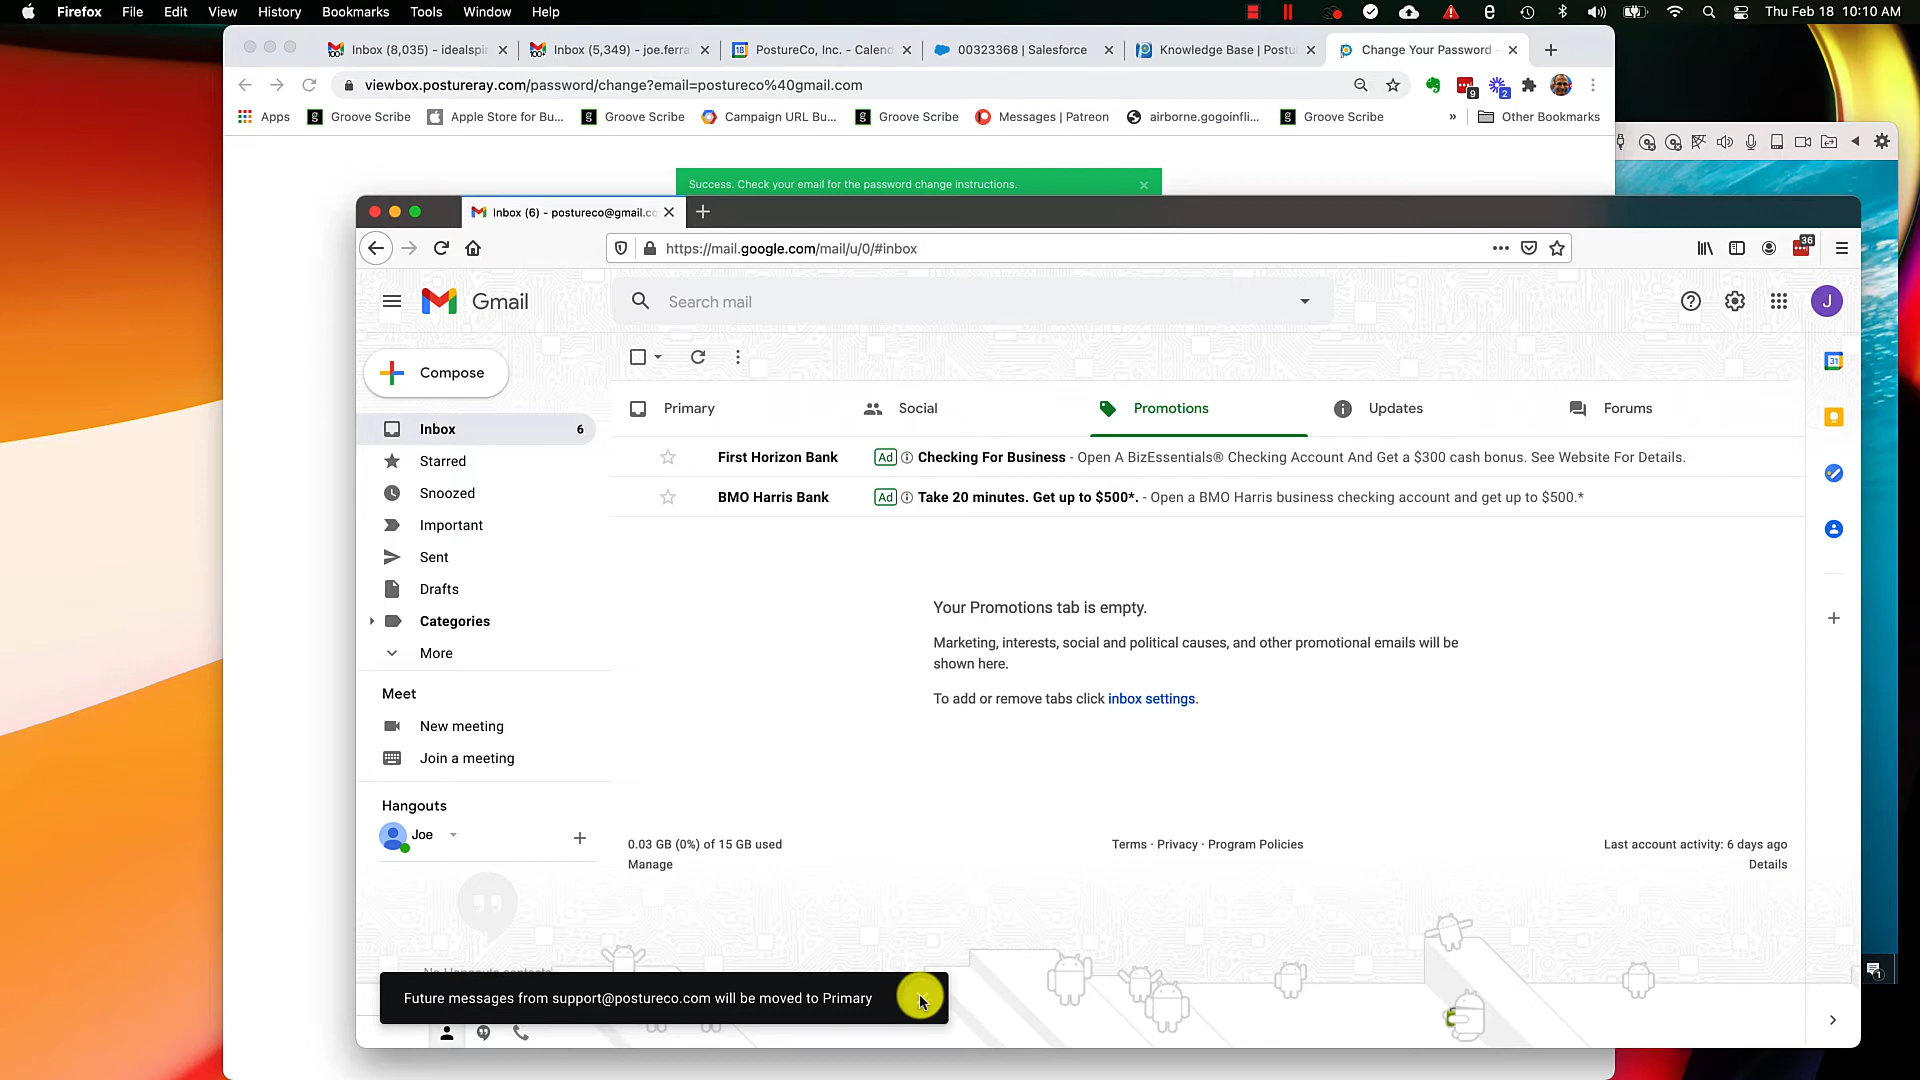 Firefox File Edit View History Bookmarks Tools Window Help Thu Feb 18 10:10 AM
Inbox (8,035) - idealspi Inbox (5,349) - joe.ferra PostureCo, Inc. - Calend 00323368 | Salesforce Knowledge Base | Postu Change Your Password -
viewbox.postureray.com/password/change?email=postureco%40gmail.com
9 2
Apps Groove Scribe Apple Store for Bu... Groove Scribe Campaign URL Bu... Groove Scribe Messages | Patreon airborne.gogoinfli... Groove Scribe » Other Bookmarks
Success. Check your email for the password change instructions.
Inbox (6) - postureco@gmail.co
https://mail.google.com/mail/u/0/#inbox
36
Gmail
Search mail
J
Compose
Primary Social Promotions Updates Forums
31
Inbox 6
Starred
Snoozed
Important
Sent
Drafts
Categories
More
First Horizon Bank Ad Checking For Business - Open A BizEssentials® Checking Account And Get a $300 cash bonus. See Website For Details.
BMO Harris Bank Ad Take 20 minutes. Get up to $500*. - Open a BMO Harris business checking account and get up to $500.*
Your Promotions tab is empty.
Marketing, interests, social and political causes, and other promotional emails will be
shown here.
To add or remove tabs click inbox settings.
Meet
New meeting
Join a meeting
Hangouts
Joe
0.03 GB (0%) of 15 GB used
Manage
Terms · Privacy · Program Policies
Last account activity: 6 days ago
Details
No Hangouts contacts
Future messages from support@postureco.com will be moved to Primary